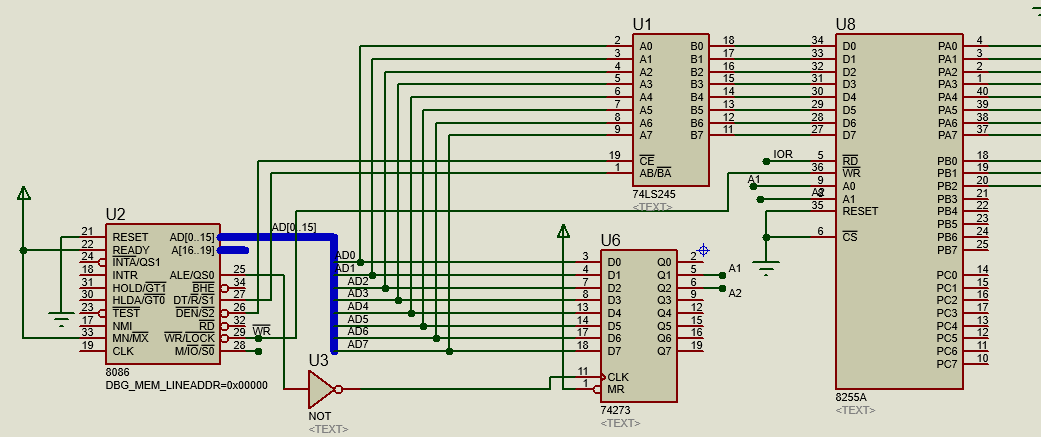 U1
2 A0 B0 18
3 A1 B1 17
4 A2 B2 16
5 A3 B3 15
6 A4 B4 14
7 A5 B5 13
8 A6 B6 12
9 A7 B7 11
19 CE
1 AB/BA
74LS245
<TEXT>
U8
34 D0 PA0 4
33 D1 PA1 3
32 D2 PA2 2
31 D3 PA3 1
30 D4 PA4 40
29 D5 PA5 39
28 D6 PA6 38
27 D7 PA7 37
IOR 5 RD PB0 18
36 WR PB1 19
A1 9 A0 PB2 20
A2 8 A1 PB3 21
35 RESET PB4 22
PB5 23
6 CS PB6 24
PB7 25
PC0 14
PC1 15
PC2 16
PC3 17
PC4 13
PC5 12
PC6 11
PC7 10
8255A
<TEXT>
U2
21 RESET AD[0..15] AD[0..15]
22 READY A[16..19]
24 INTA/QS1
18 INTR ALE/QS0 25
31 HOLD/GT1 BHE 34
30 HLDA/GT0 DT/R/S1 27
23 TEST DEN/S2 26
17 NMI RD 32
33 MN/MX WR/LOCK 29 WR
19 CLK M/IO/S0 28
8086
DBG_MEM_LINEADDR=0x00000
U3
NOT
<TEXT>
U6
AD0 3 D0 Q0 2
AD1 4 D1 Q1 5 A1
AD2 7 D2 Q2 6 A2
AD3 8 D3 Q3 9
AD4 13 D4 Q4 12
AD5 14 D5 Q5 15
AD6 17 D6 Q6 16
AD7 18 D7 Q7 19
11 CLK
1 MR
74273
<TEXT>